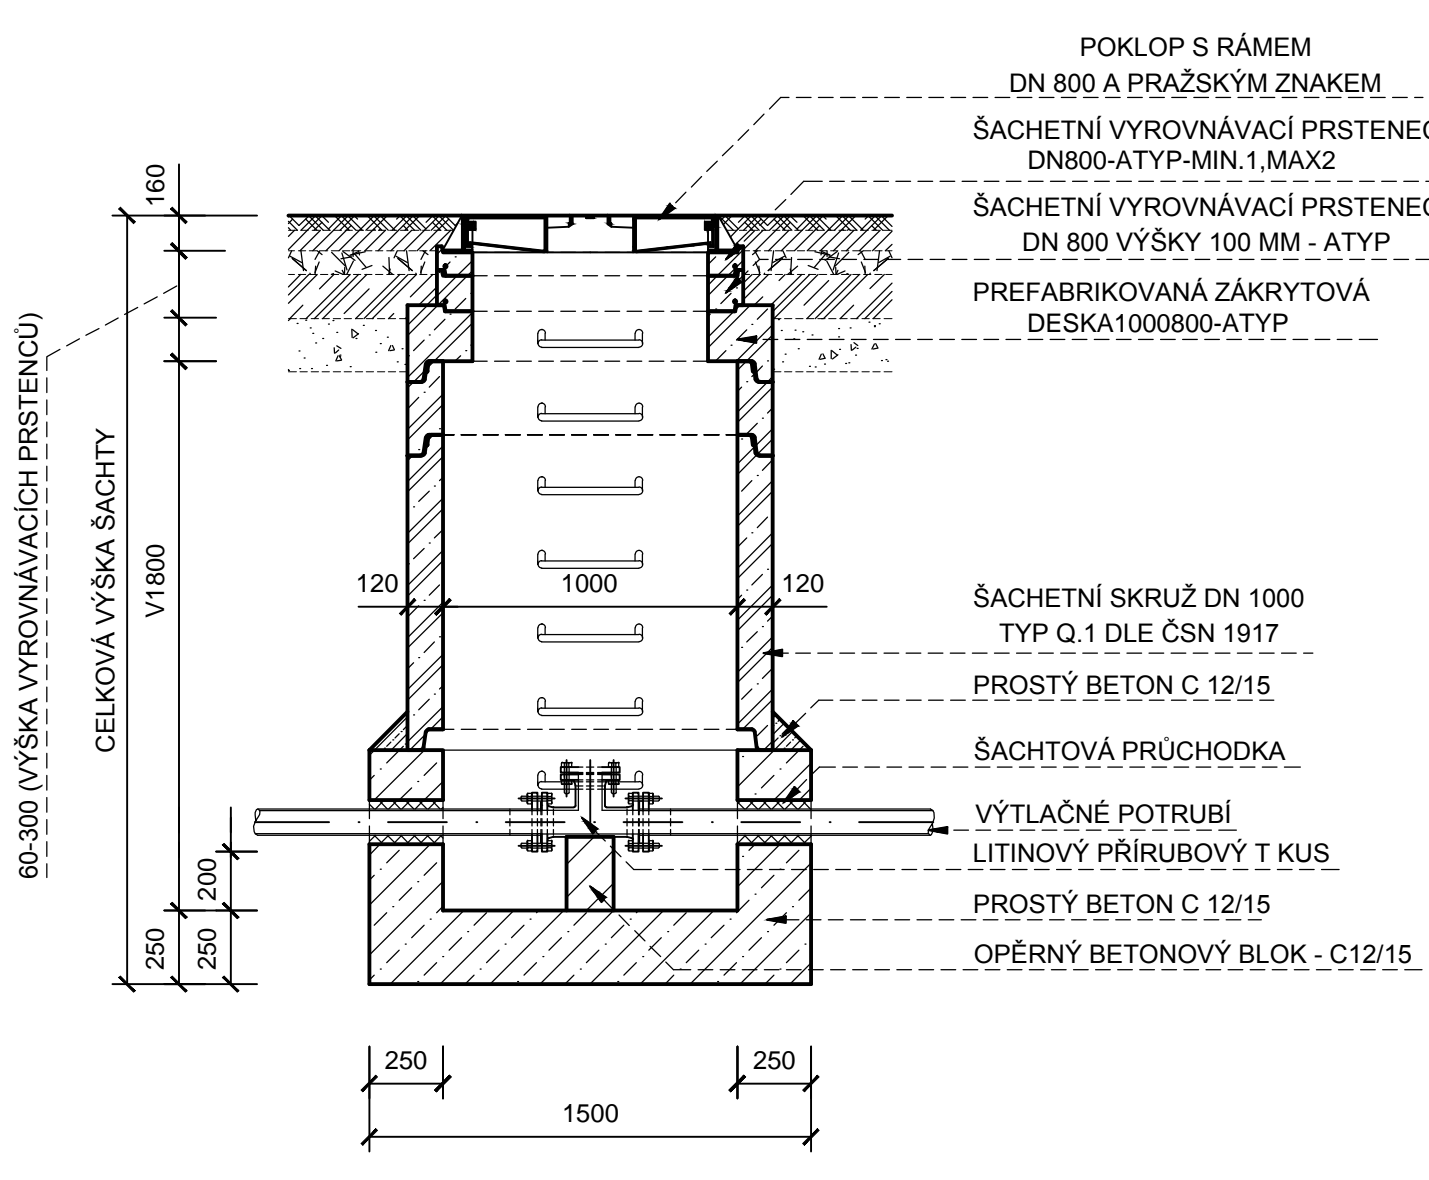 POKLOP S RÁMEM
DN 800 A PRAŽSKÝM ZNAKEM
ŠACHETNÍ VYROVNÁVACÍ PRSTENEC
DN800-ATYP-MIN.1,MAX2
ŠACHETNÍ VYROVNÁVACÍ PRSTENEC
DN 800 VÝŠKY 100 MM - ATYP
PREFABRIKOVANÁ ZÁKRYTOVÁ
DESKA1000800-ATYP
160
60-300 (VÝŠKA VYROVNÁVACÍCH PRSTENCŮ)
CELKOVÁ VÝŠKA ŠACHTY
V1800
120
1000
120
ŠACHETNÍ SKRUŽ DN 1000
TYP Q.1 DLE ČSN 1917
PROSTÝ BETON C 12/15
ŠACHTOVÁ PRŮCHODKA
VÝTLAČNÉ POTRUBÍ
LITINOVÝ PŘÍRUBOVÝ T KUS
PROSTÝ BETON C 12/15
OPĚRNÝ BETONOVÝ BLOK - C12/15
200
250
250
250
250
1500